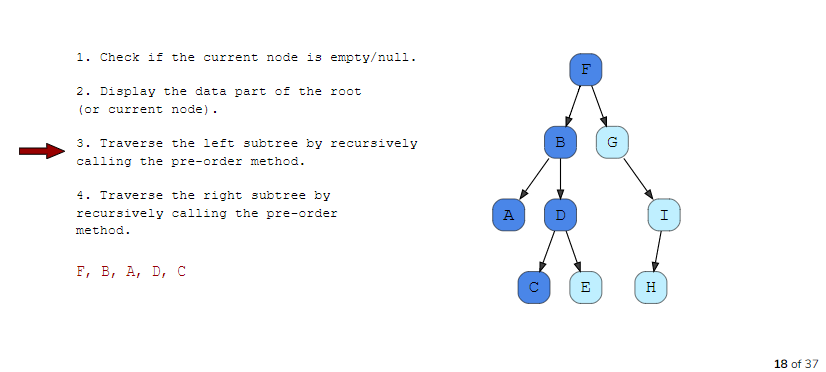 1. Check if the current node is empty/null.
2. Display the data part of the root
(or current node).
3. Traverse the left subtree by recursively
calling the pre-order method.
4. Traverse the right subtree by
recursively calling the pre-order
method.
F, B, A, D, C
F
B G
A D I
C E H
18 of 37